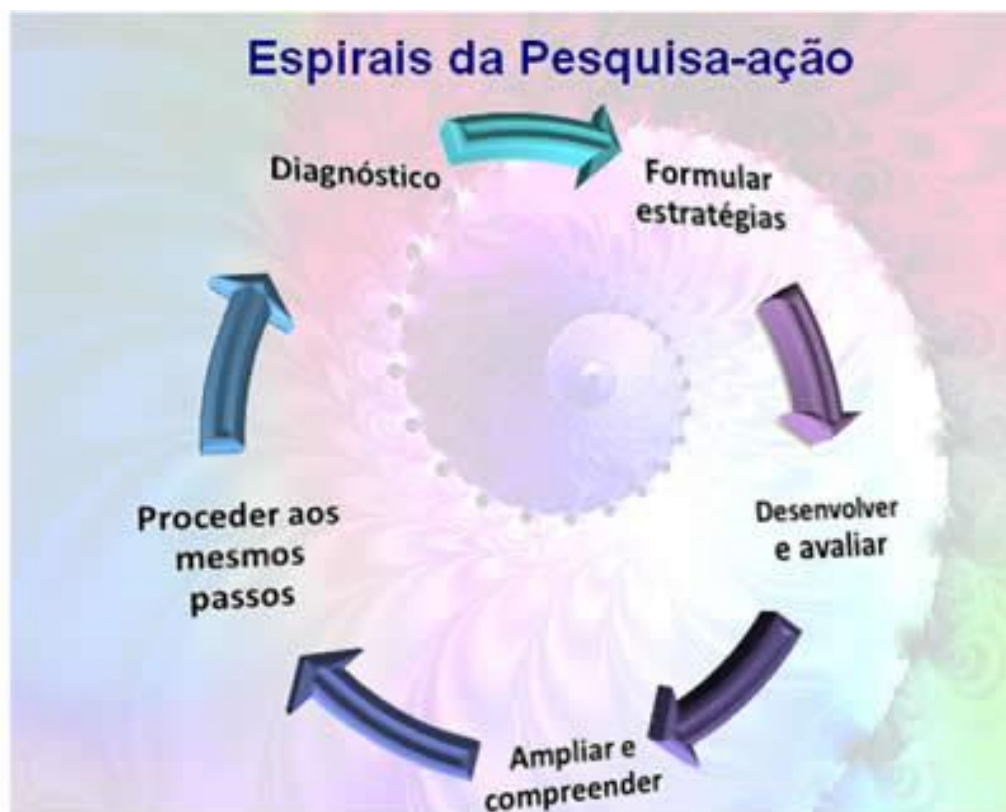 Espirais da Pesquisa-ação
Diagnóstico
Formular
estratégias
Desenvolver
e avaliar
Ampliar e
compreender
Proceder aos
mesmos
passos